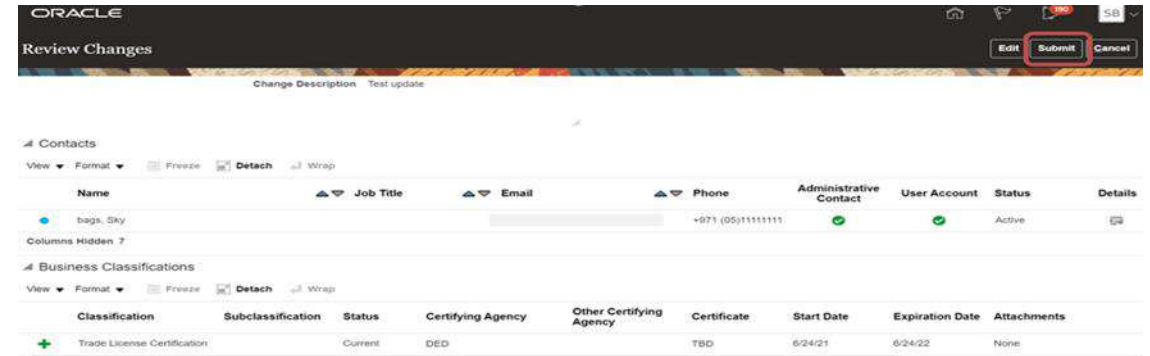 ORACLE
190
SB
Review Changes
Edit Submit Cancel
Change Description Test update
Contacts
View Format Freeze Detach Wrap
Name Job Title Email Phone Administrative Contact User Account Status Details
bags, Sky +971 (05)11111111 Active
Columns Hidden 7
Business Classifications
View Format Freeze Detach Wrap
Classification Subclassification Status Certifying Agency Other Certifying Agency Certificate Start Date Expiration Date Attachments
Trade License Certification Current DED TBD 6/24/21 6/24/22 None